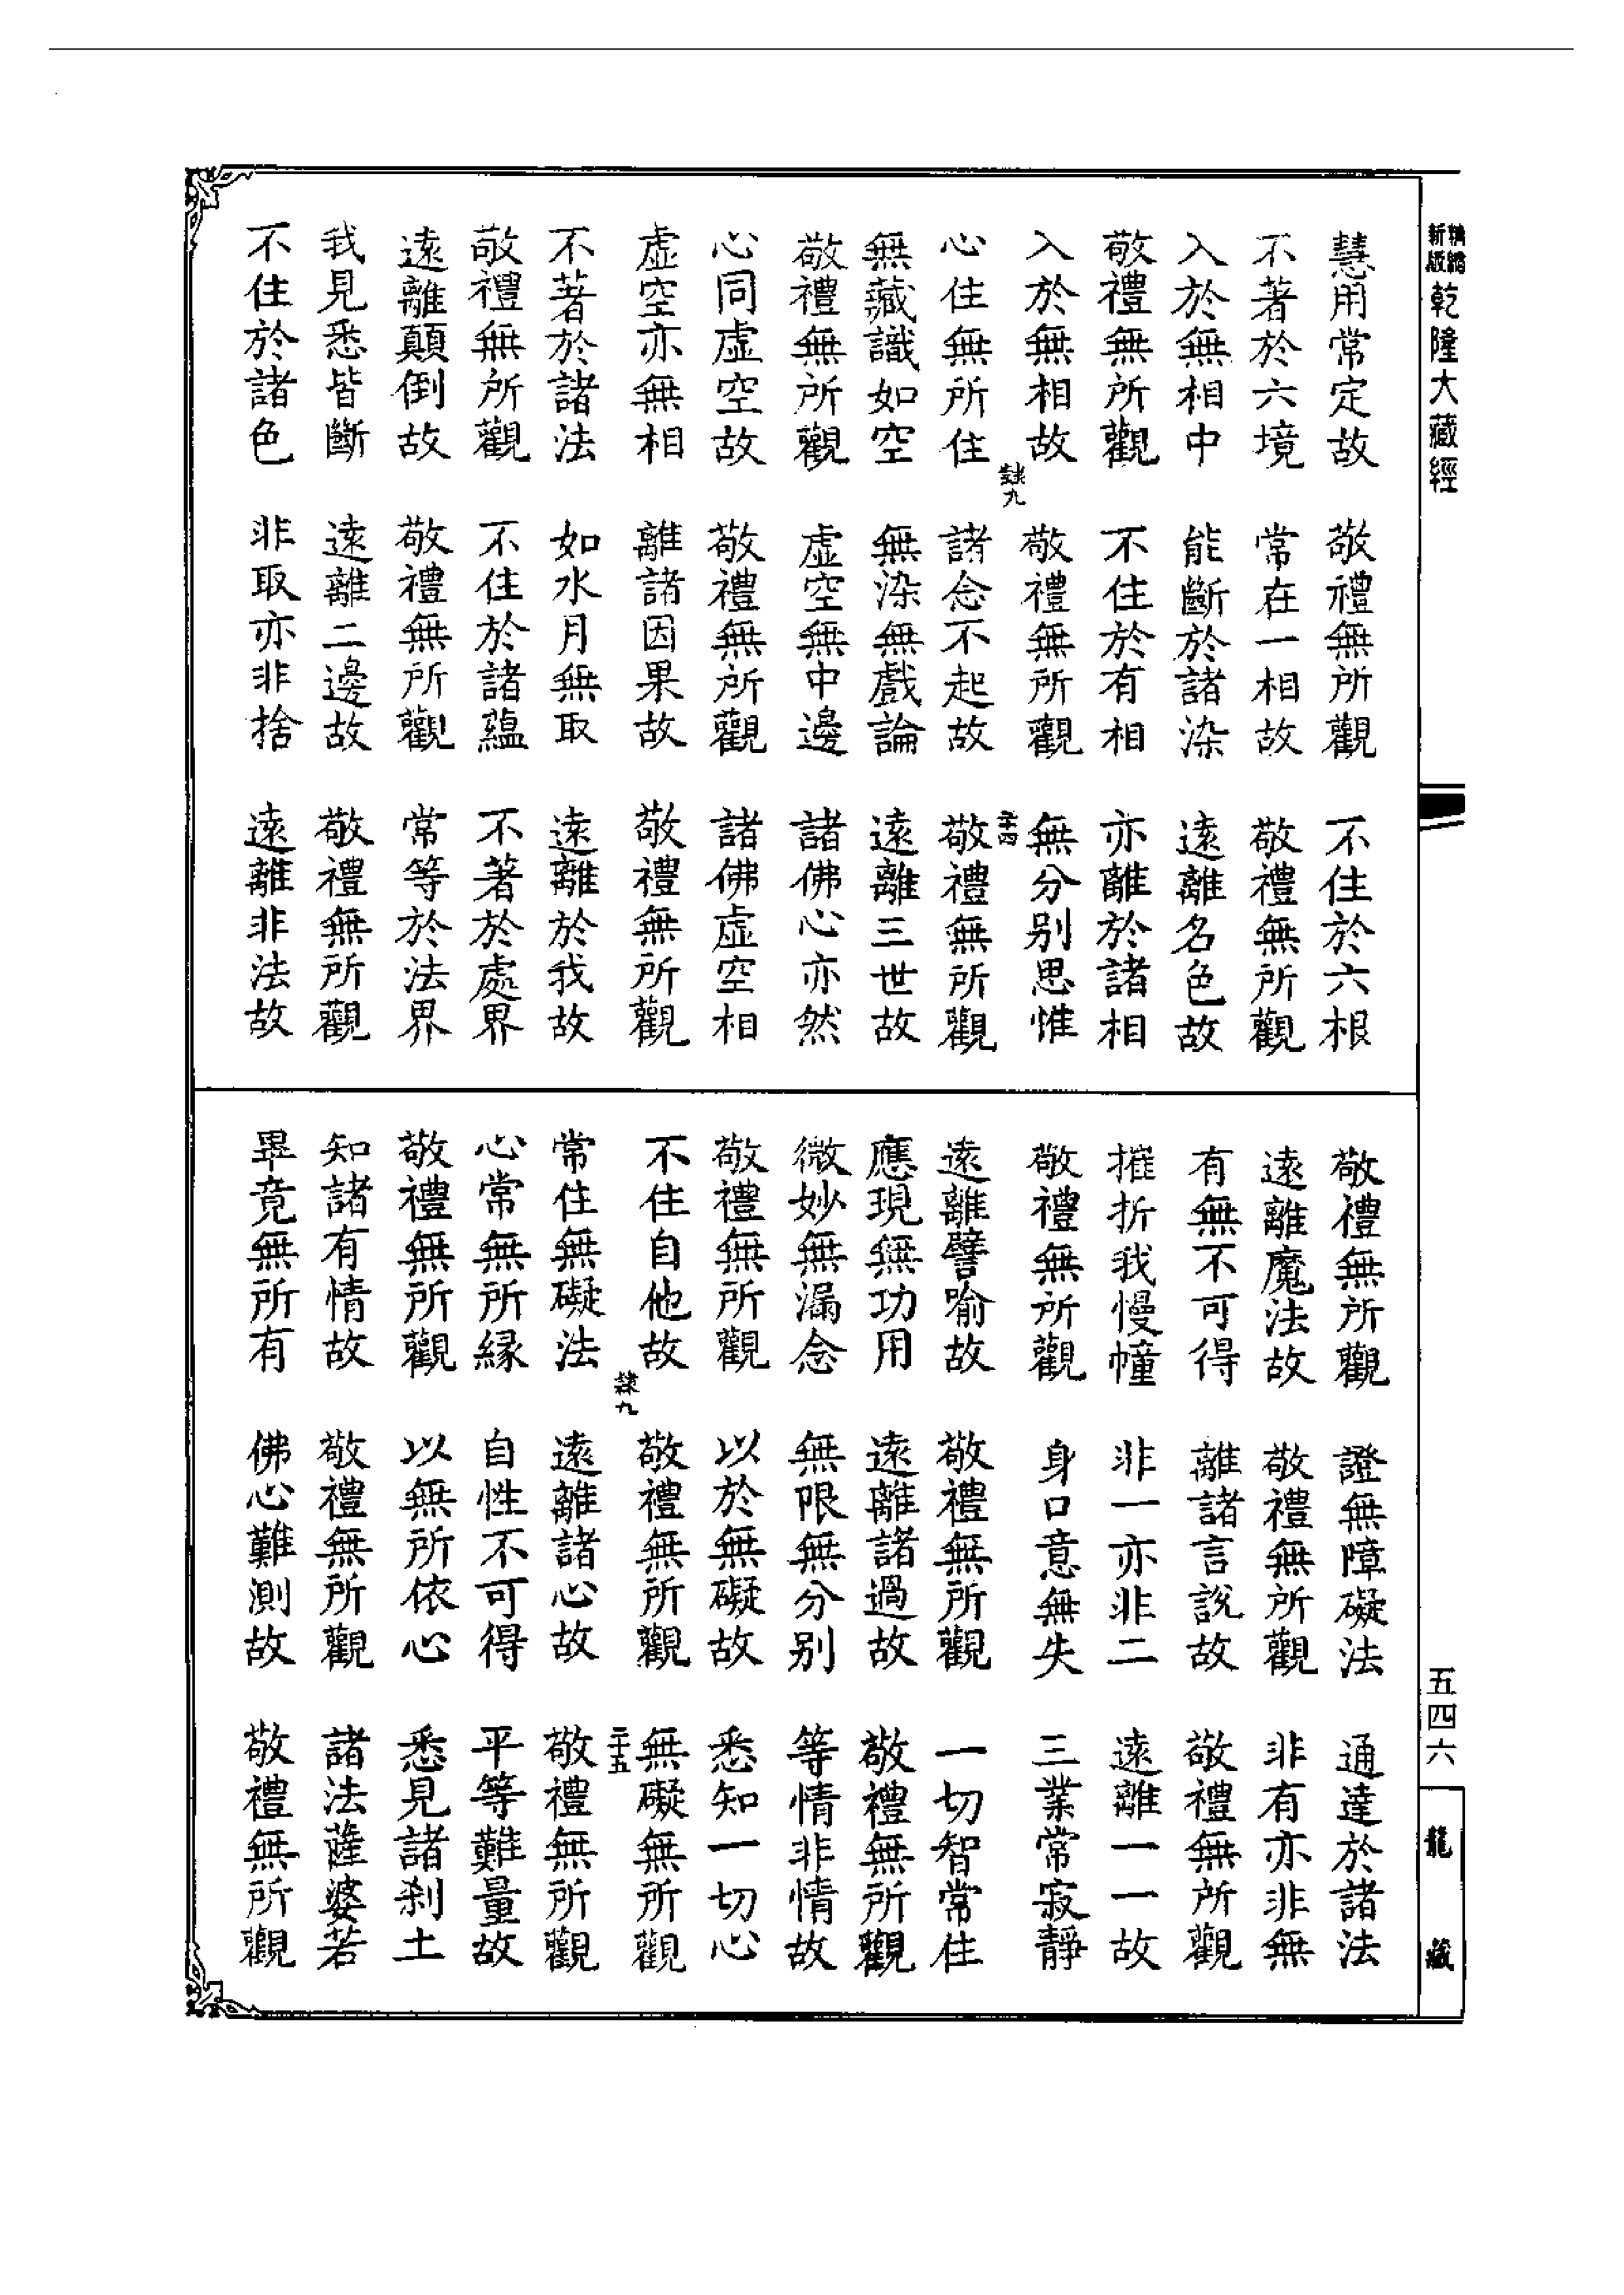 新版精縮乾隆大藏經
慧用常定故 敬禮無所觀 不住於六根
不著於六境 常在一相故 敬禮無所觀
入於無相中 能斷於諸染 遠離名色故
敬禮無所觀 不住於有相 亦離於諸相
入於無相故 敬禮無所觀 無分別思惟
隸九 二十四
心住無所住 諸念不起故 敬禮無所觀
無藏識如空 無染無戲論 遠離三世故
敬禮無所觀 虛空無中邊 諸佛心亦然
心同虛空故 敬禮無所觀 諸佛虛空相
虛空亦無相 離諸因果故 敬禮無所觀
不著於諸法 如水月無取 遠離於我故
敬禮無所觀 不住於諸蘊 不著於處界
遠離顛倒故 敬禮無所觀 常等於法界
我見悉皆斷 遠離二邊故 敬禮無所觀
不住於諸色 非取亦非捨 遠離非法故
敬禮無所觀 證無障礙法 通達於諸法
遠離魔法故 敬禮無所觀 非有亦非無
有無不可得 離諸言說故 敬禮無所觀
摧折我慢幢 非一亦非二 遠離一一故
敬禮無所觀 身口意無失 三業常寂靜
遠離譬喻故 敬禮無所觀 一切智常住
應現無功用 遠離諸過故 敬禮無所觀
微妙無漏念 無限無分別 等情非情故
敬禮無所觀 以於無礙故 悉知一切心
不住自他故 敬禮無所觀 無礙無所觀
隸九 二十五
常住無礙法 遠離諸心故 敬禮無所觀
心常無所緣 自性不可得 平等難量故
敬禮無所觀 以無所依心 悉見諸剎土
知諸有情故 敬禮無所觀 諸法薩婆若
畢竟無所有 佛心難測故 敬禮無所觀
五四六
龍藏